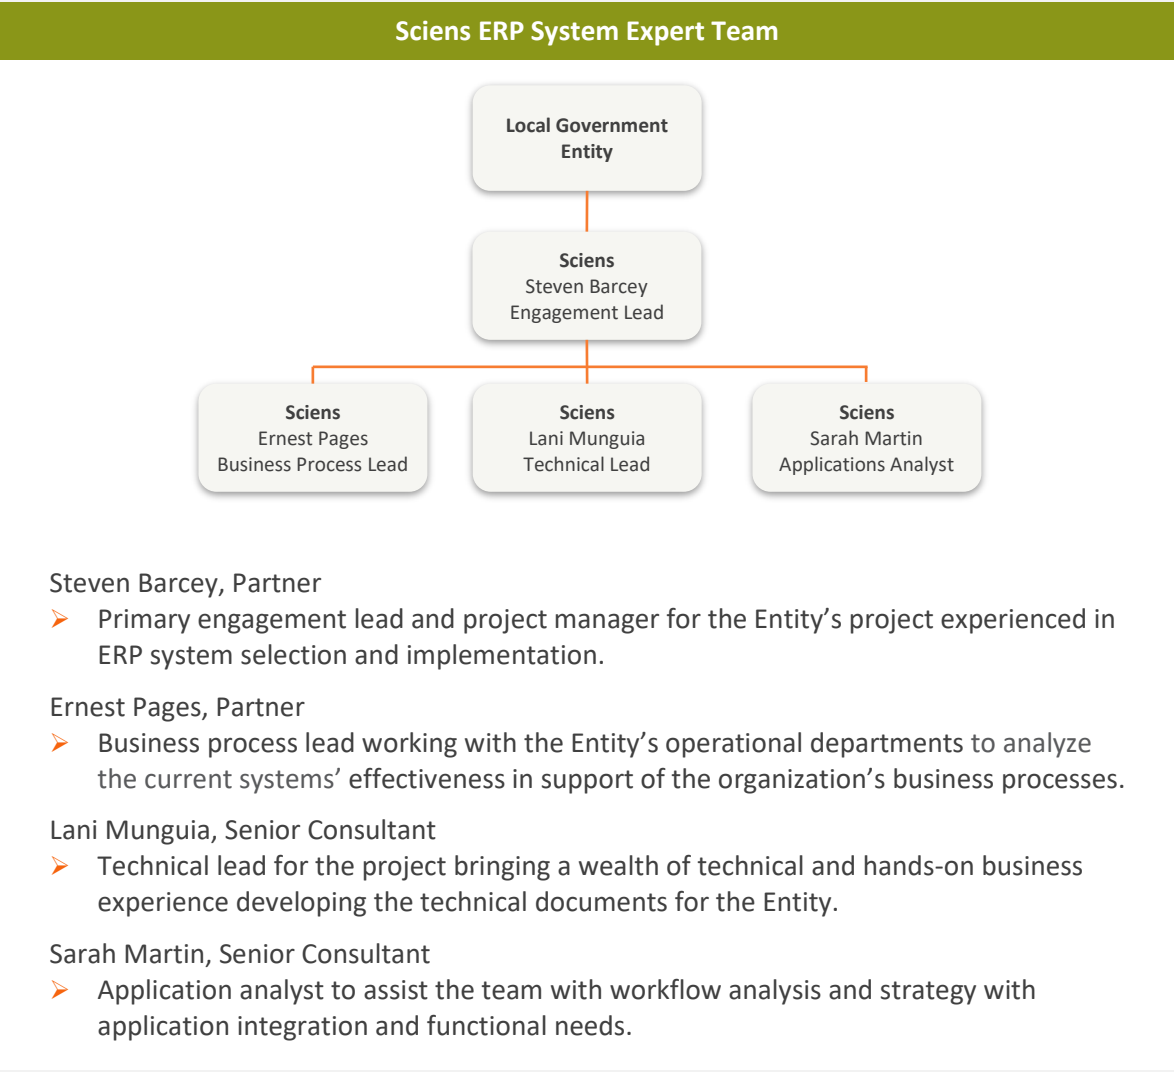 Sciens ERP System Expert Team
Local Government
Entity
Sciens
Steven Barcey
Engagement Lead
Sciens
Ernest Pages
Business Process Lead
Sciens
Lani Munguia
Technical Lead
Sciens
Sarah Martin
Applications Analyst
Steven Barcey, Partner
➢ Primary engagement lead and project manager for the Entity’s project experienced in
ERP system selection and implementation.
Ernest Pages, Partner
➢ Business process lead working with the Entity’s operational departments to analyze
the current systems’ effectiveness in support of the organization’s business processes.
Lani Munguia, Senior Consultant
➢ Technical lead for the project bringing a wealth of technical and hands-on business
experience developing the technical documents for the Entity.
Sarah Martin, Senior Consultant
➢ Application analyst to assist the team with workflow analysis and strategy with
application integration and functional needs.